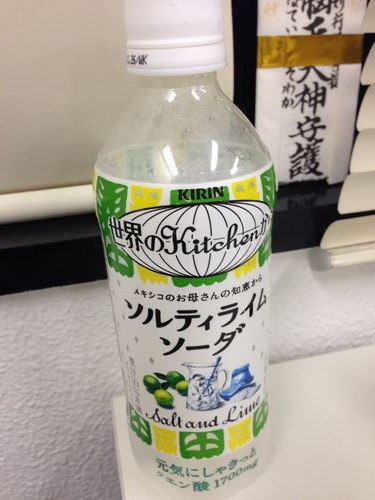 KIRIN
世界のKitchenか
メキシコのお母さんの知恵から
ソルティライム
ソーダ
Salt and Lime
元気にしゃきっと
クエン酸1700mg
天神守護